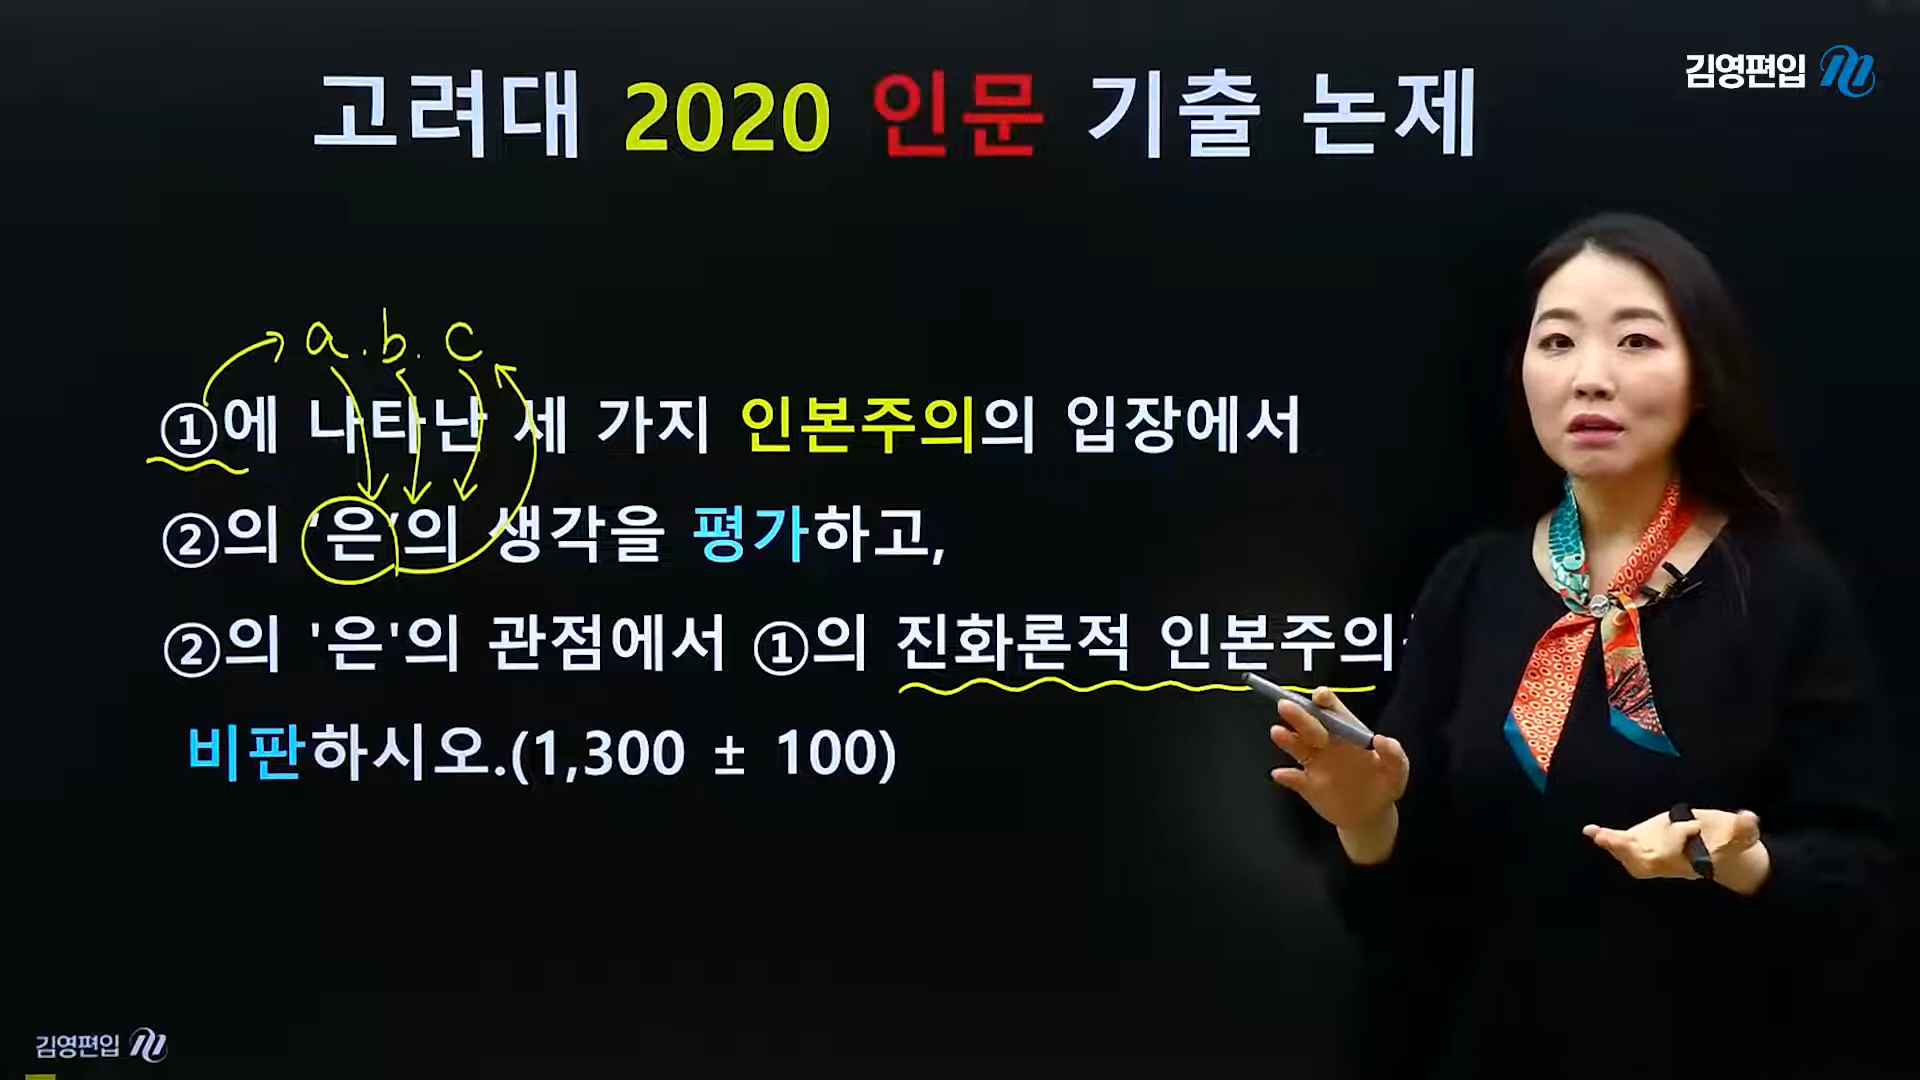 고려대 2020 인문 기출 논제
김영편입
a. b. c
①에 나타난 세 가지 인본주의의 입장에서
②의 '은'의 생각을 평가하고,
②의 '은'의 관점에서 ①의 진화론적 인본주의
비판하시오.(1,300 ± 100)
김영편입